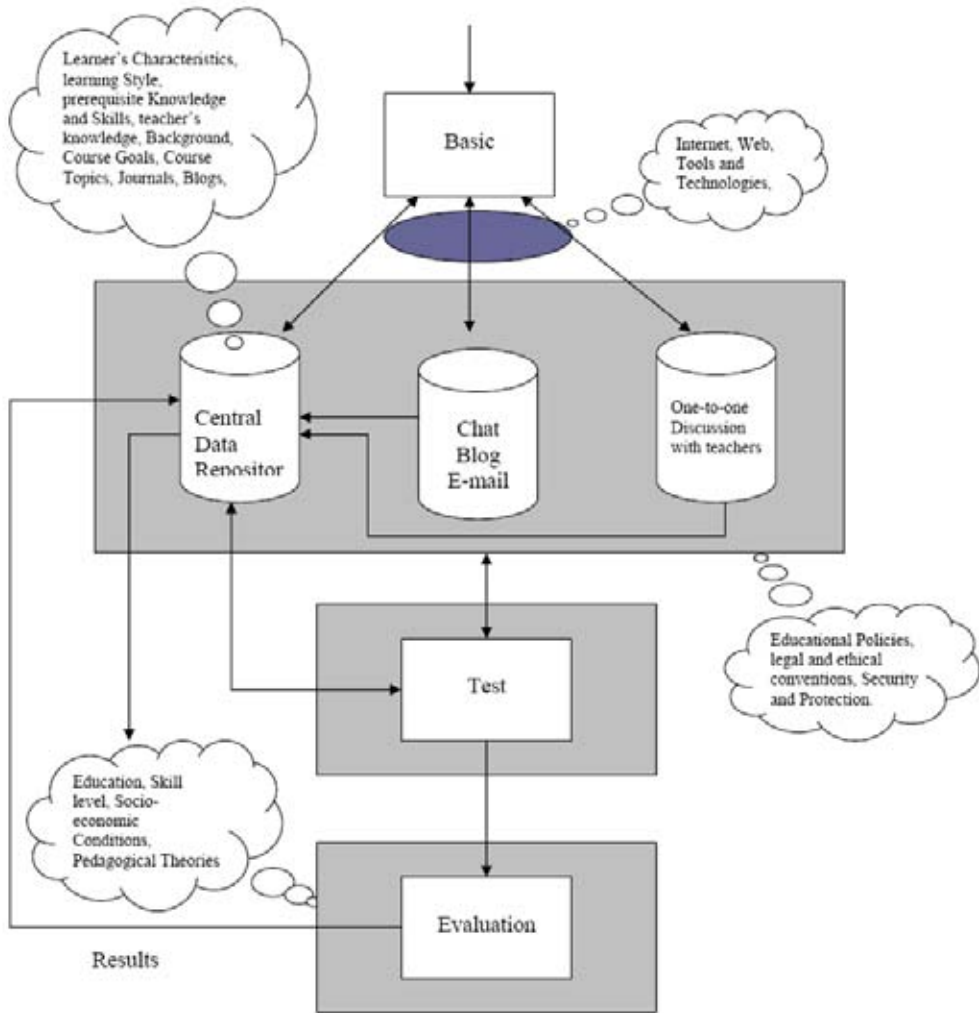 Learner's Characteristics,
learning Style,
prerequisite Knowledge
and Skills, teacher's
knowledge, Background,
Course Goals, Course
Topics, Journals, Blogs,
Basic
Internet, Web,
Tools and
Technologies,
Central
Data
Repositor
Chat
Blog
E-mail
One-to-one
Discussion
with teachers
Educational Policies,
legal and ethical
conventions, Security
and Protection.
Test
Education, Skill
level, Socio-
economic
Conditions,
Pedagogical Theories
Evaluation
Results